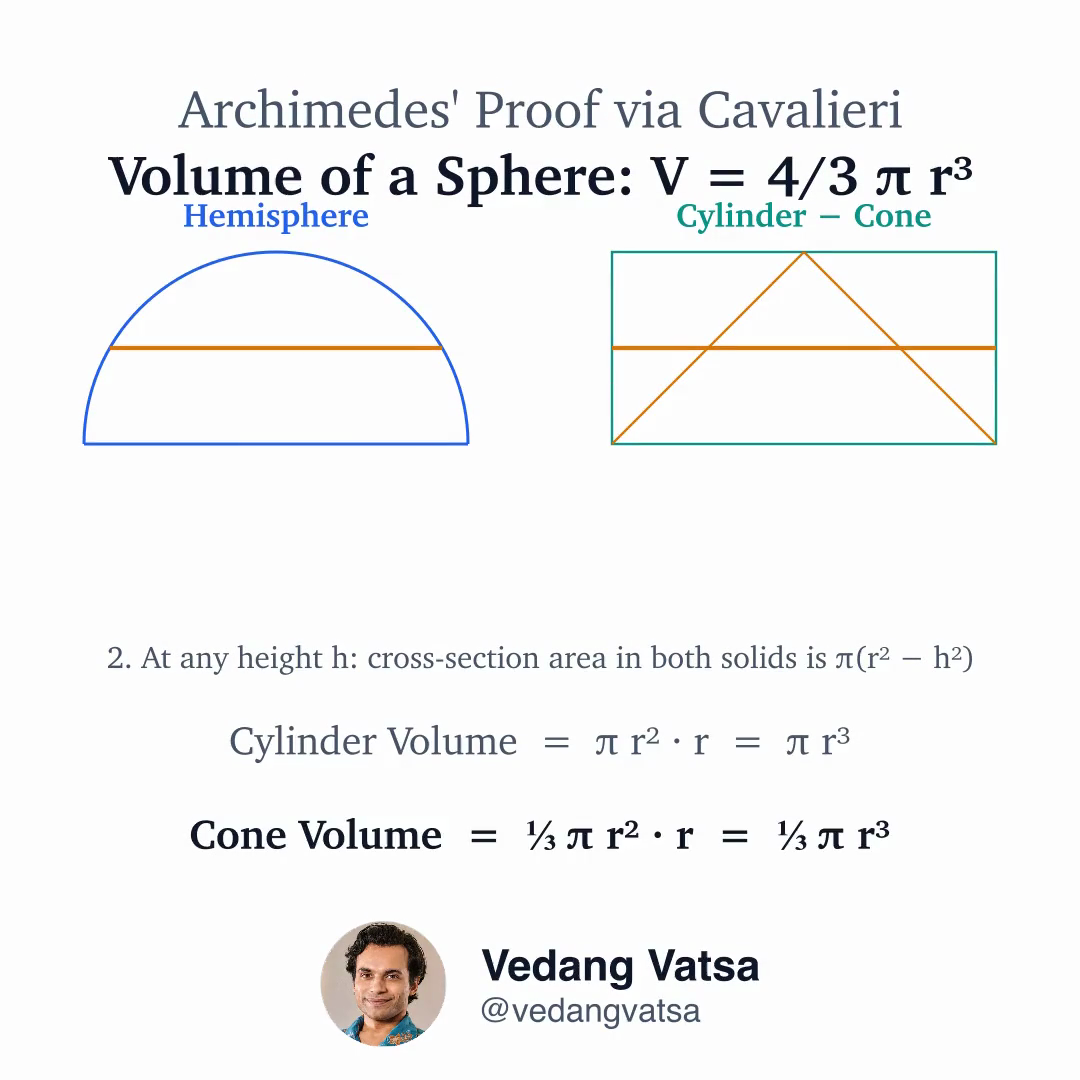 Archimedes' Proof via Cavalieri
Volume of a Sphere: V = 4/3 π r³
Hemisphere
Cylinder − Cone
2. At any height h: cross-section area in both solids is π(r² − h²)
Cylinder Volume = π r² · r = π r³
Cone Volume = ⅓ π r² · r = ⅓ π r³
Vedang Vatsa
@vedangvatsa